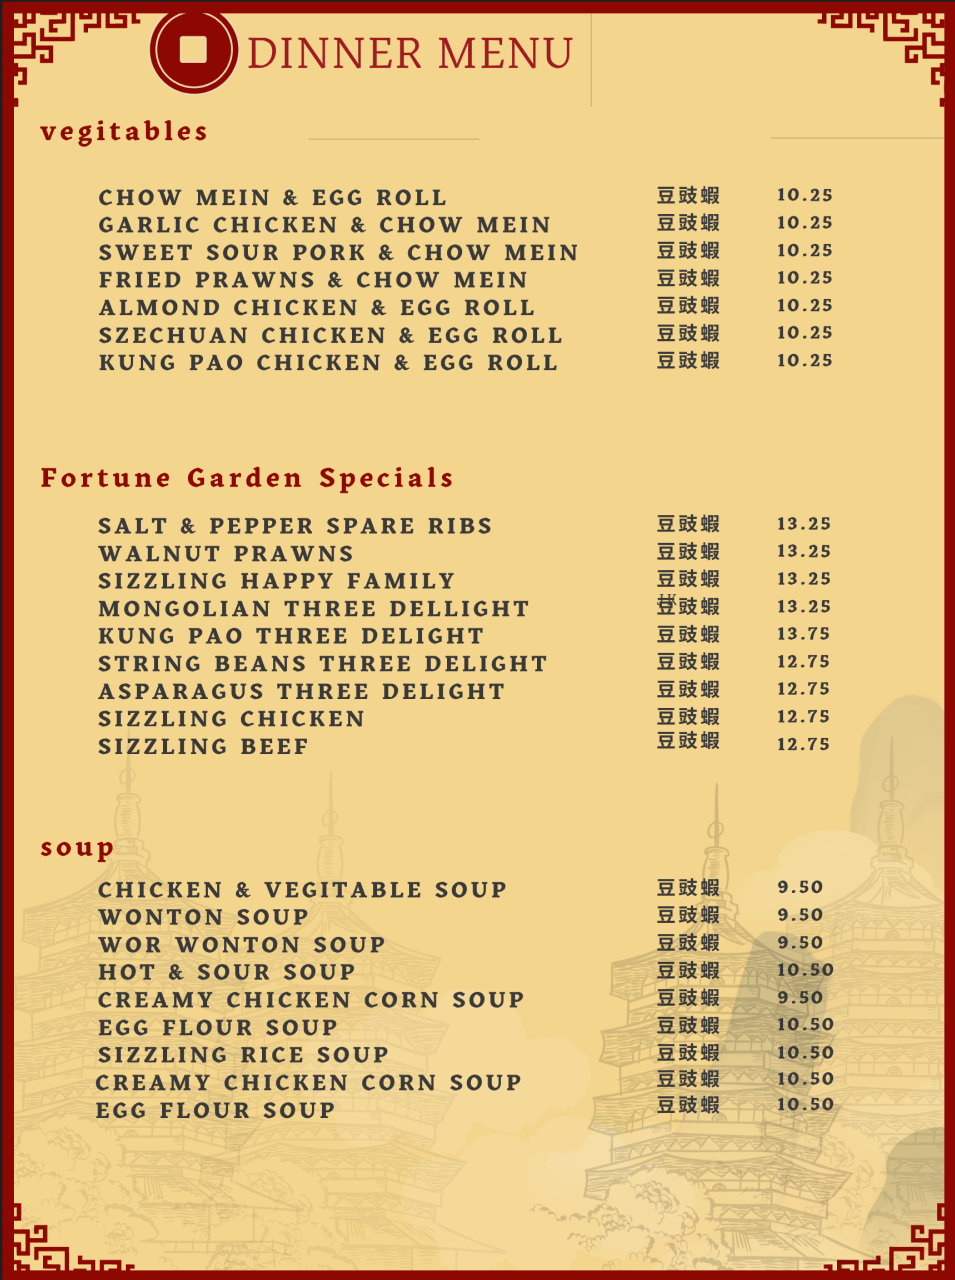 DINNER MENU
vegitables
CHOW MEIN & EGG ROLL 豆豉蝦 10.25
GARLIC CHICKEN & CHOW MEIN 豆豉蝦 10.25
SWEET SOUR PORK & CHOW MEIN 豆豉蝦 10.25
FRIED PRAWNS & CHOW MEIN 豆豉蝦 10.25
ALMOND CHICKEN & EGG ROLL 豆豉蝦 10.25
SZECHUAN CHICKEN & EGG ROLL 豆豉蝦 10.25
KUNG PAO CHICKEN & EGG ROLL 豆豉蝦 10.25
Fortune Garden Specials
SALT & PEPPER SPARE RIBS 豆豉蝦 13.25
WALNUT PRAWNS 豆豉蝦 13.25
SIZZLING HAPPY FAMILY 豆豉蝦 13.25
MONGOLIAN THREE DELLIGHT 豆豉蝦 13.25
KUNG PAO THREE DELIGHT 豆豉蝦 13.75
STRING BEANS THREE DELIGHT 豆豉蝦 12.75
ASPARAGUS THREE DELIGHT 豆豉蝦 12.75
SIZZLING CHICKEN 豆豉蝦 12.75
SIZZLING BEEF 豆豉蝦 12.75
soup
CHICKEN & VEGITABLE SOUP 豆豉蝦 9.50
WONTON SOUP 豆豉蝦 9.50
WOR WONTON SOUP 豆豉蝦 9.50
HOT & SOUR SOUP 豆豉蝦 10.50
CREAMY CHICKEN CORN SOUP 豆豉蝦 9.50
EGG FLOUR SOUP 豆豉蝦 10.50
SIZZLING RICE SOUP 豆豉蝦 10.50
CREAMY CHICKEN CORN SOUP 豆豉蝦 10.50
EGG FLOUR SOUP 豆豉蝦 10.50